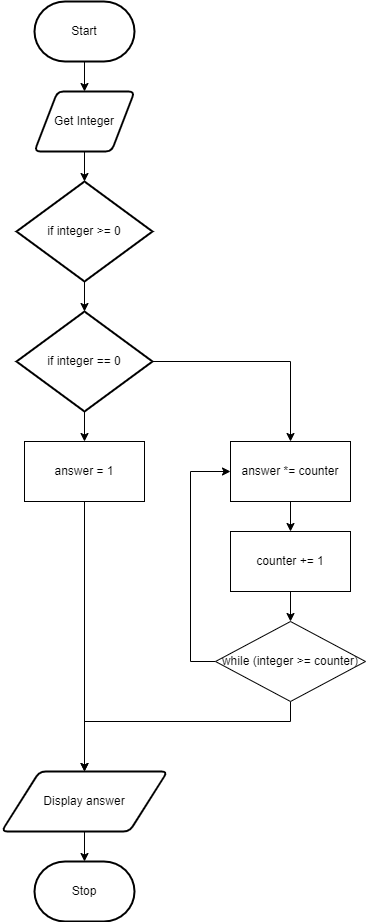 Start
Get Integer
if integer >= 0
if integer == 0
answer = 1
answer *= counter
counter += 1
while (integer >= counter)
Display answer
Stop